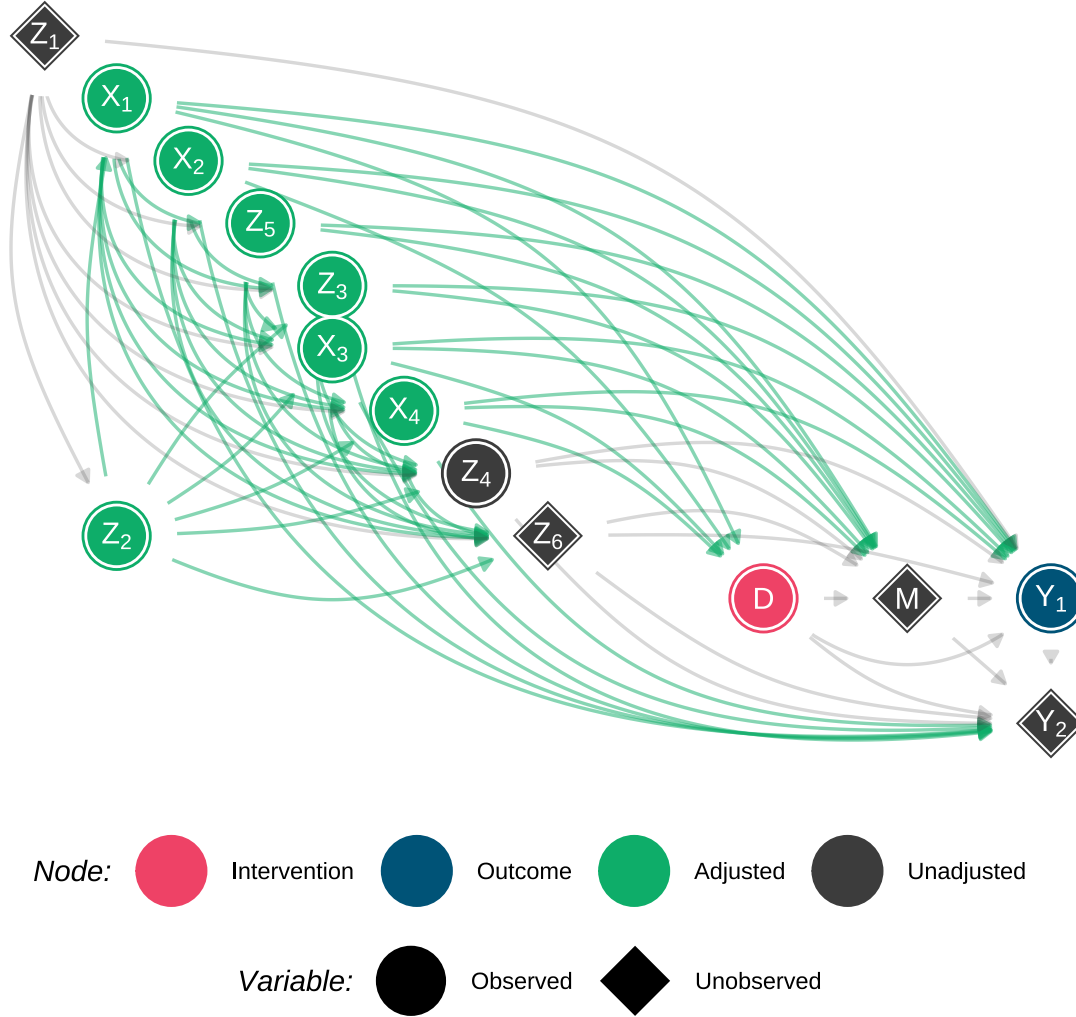 Z1
X1
X2
Z5
Z3
X3
X4
Z4
Z2
Z6
D
M
Y1
Y2
Node: Intervention Outcome Adjusted Unadjusted
Variable: Observed Unobserved